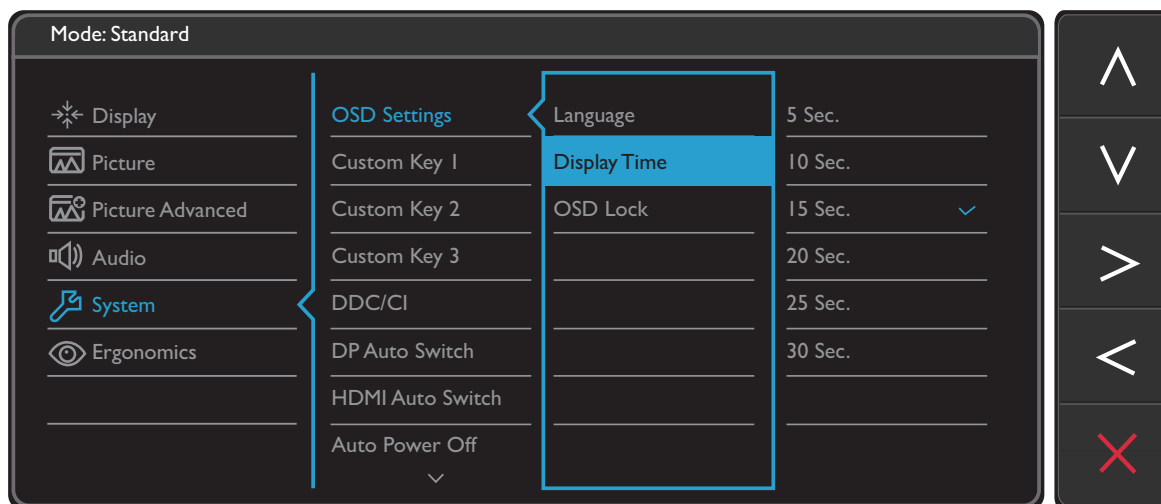 Mode: Standard
Display
Picture
Picture Advanced
Audio
System
Ergonomics
OSD Settings
Custom Key 1
Custom Key 2
Custom Key 3
DDC/CI
DP Auto Switch
HDMI Auto Switch
Auto Power Off
Language
Display Time
OSD Lock
5 Sec.
10 Sec.
15 Sec.
20 Sec.
25 Sec.
30 Sec.